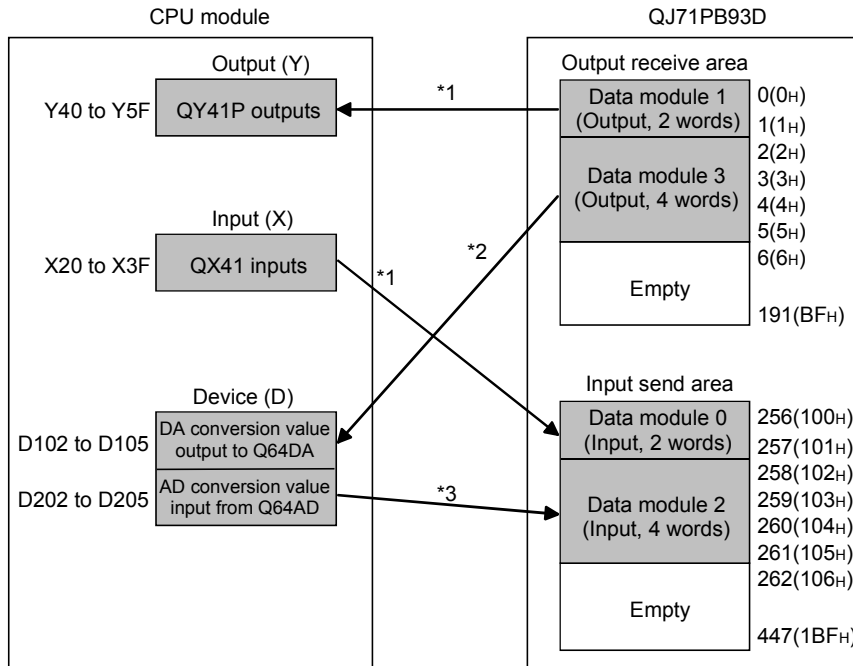 CPU module
Output (Y)
Y40 to Y5F
QY41P outputs
Input (X)
X20 to X3F
QX41 inputs
Device (D)
D102 to D105
DA conversion value
output to Q64DA
D202 to D205
AD conversion value
input from Q64AD
*1
*2
*1
*3
QJ71PB93D
Output receive area
Data module 1
(Output, 2 words)
0(0H)
1(1H)
Data module 3
(Output, 4 words)
2(2H)
3(3H)
4(4H)
5(5H)
6(6H)
Empty
191(BFH)
Input send area
Data module 0
(Input, 2 words)
256(100H)
257(101H)
Data module 2
(Input, 4 words)
258(102H)
259(103H)
260(104H)
261(105H)
262(106H)
Empty
447(1BFH)